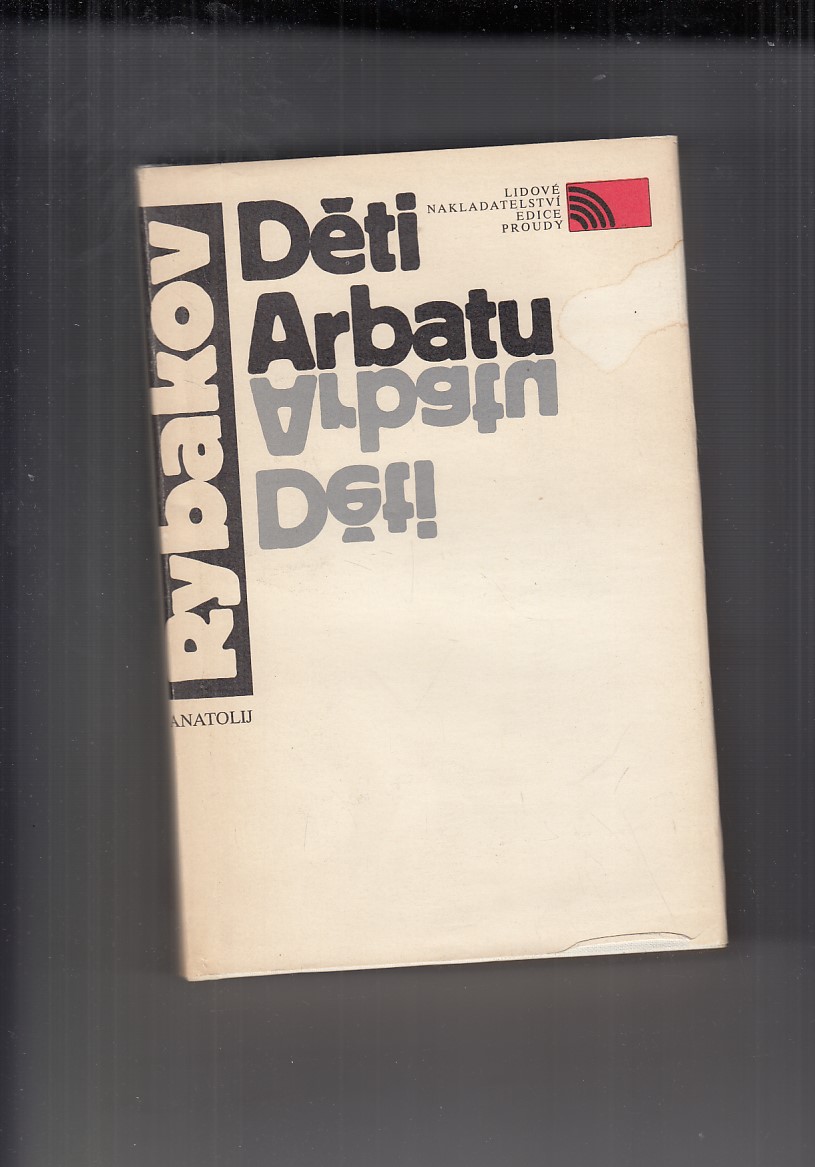 Děti
Arbatu
Arbatu
Děti
LIDOVÉ
NAKLADATELSTVÍ
EDICE
PROUDY
Rybakov
ANATOLIJ